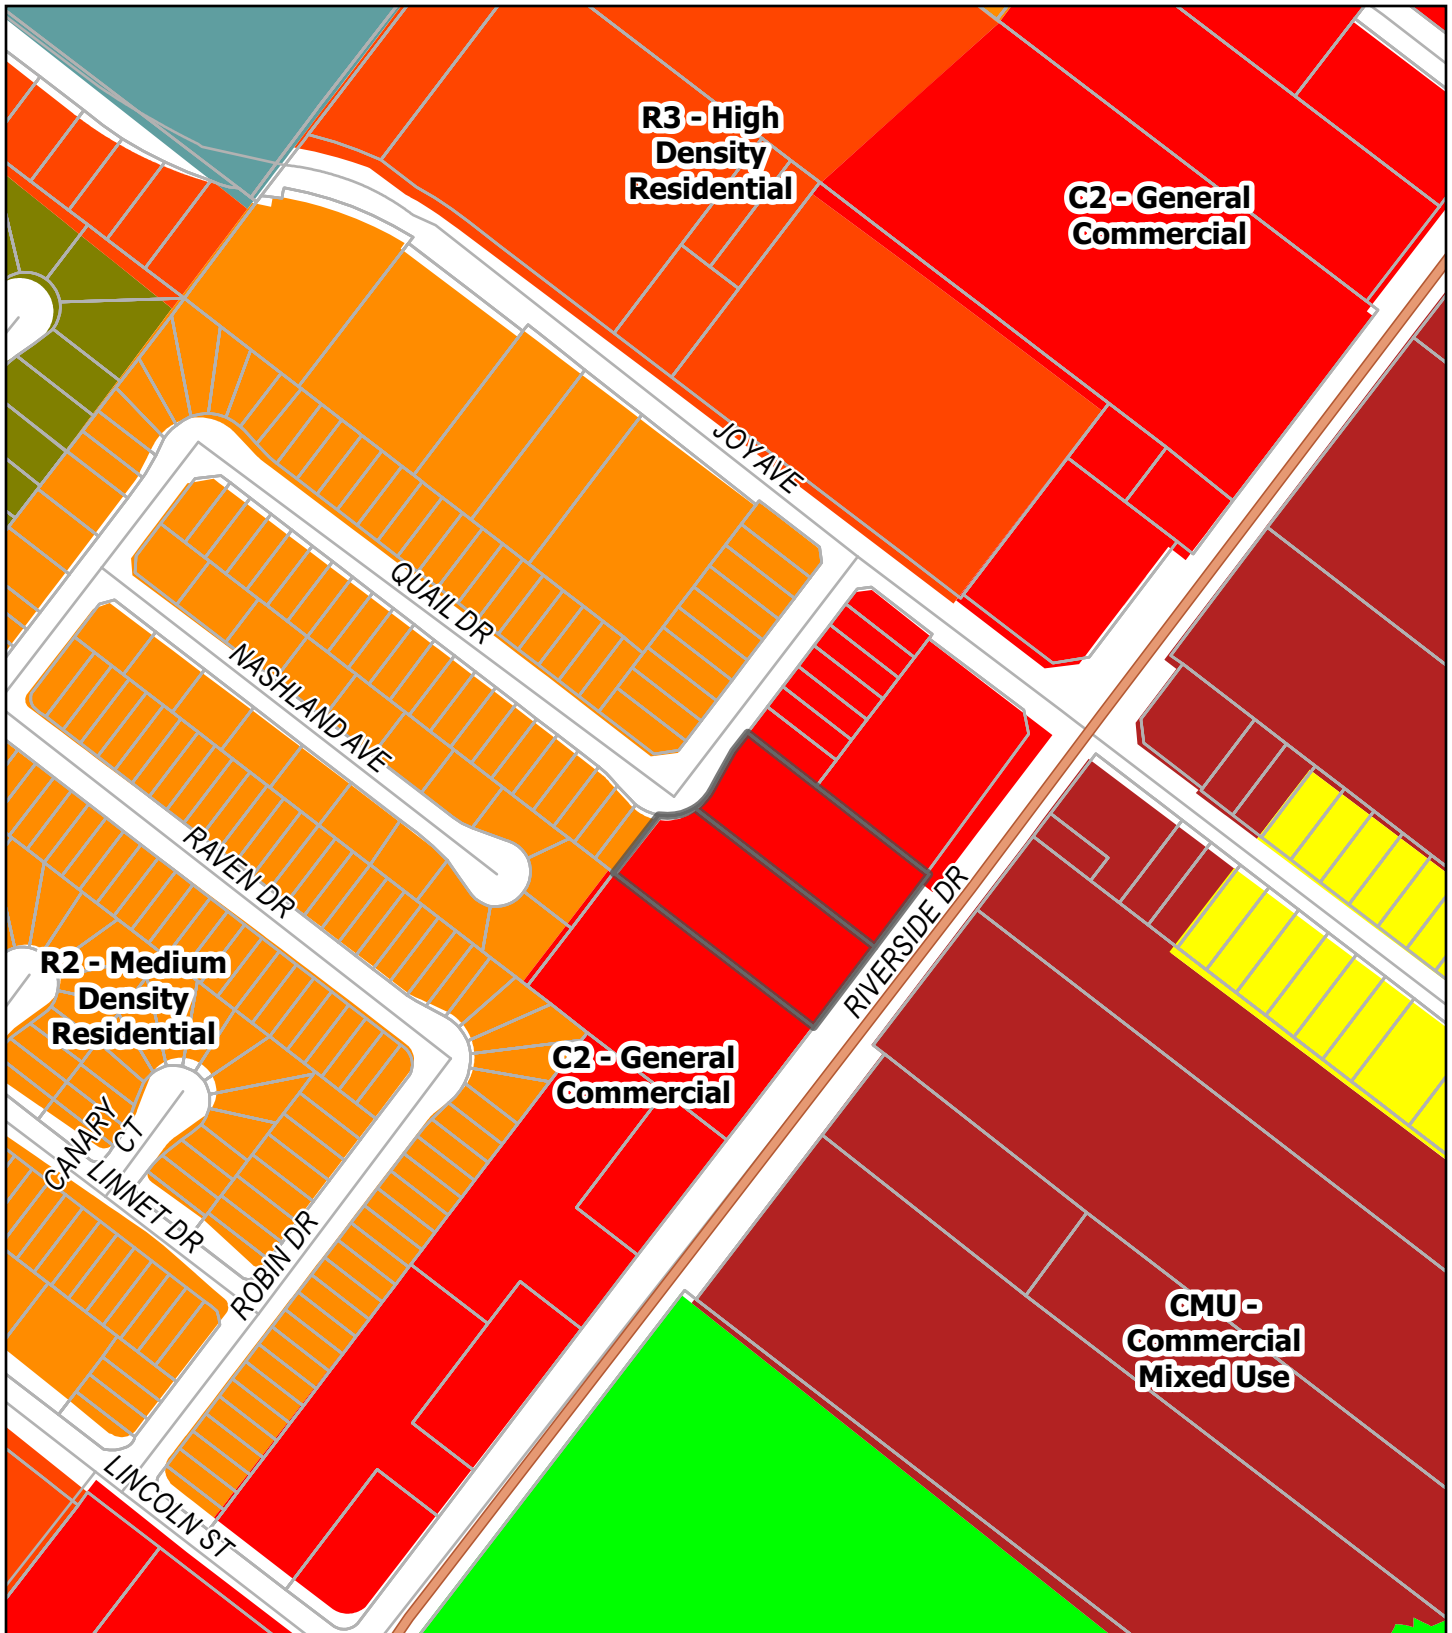 R3 - High
Density
Residential
C2 - General
Commercial
JOY AVE
QUAIL DR
NASHLAND AVE
RAVEN DR
RIVERSIDE DR
R2 - Medium
Density
Residential
C2 - General
Commercial
CANARY
CT
LINNET DR
ROBIN DR
CMU -
Commercial
Mixed Use
LINCOLN ST